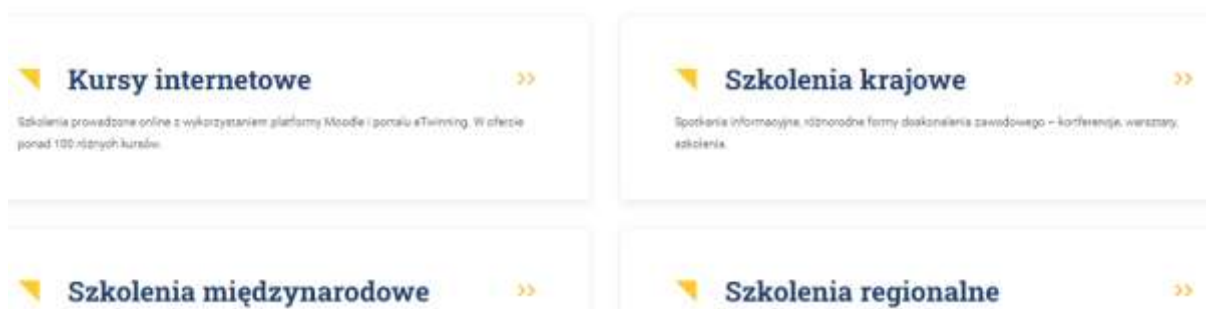 Kursy internetowe >>
Szkolenia prowadzone online z wykorzystaniem platformy Moodle i portalu eTwinning. W ofercie
ponad 100 różnych kursów.
Szkolenia krajowe >>
Spotkania informacyjne, różnorodne formy doskonalenia zawodowego – konferencje, warsztaty,
szkolenia.
Szkolenia międzynarodowe >>
Szkolenia regionalne >>